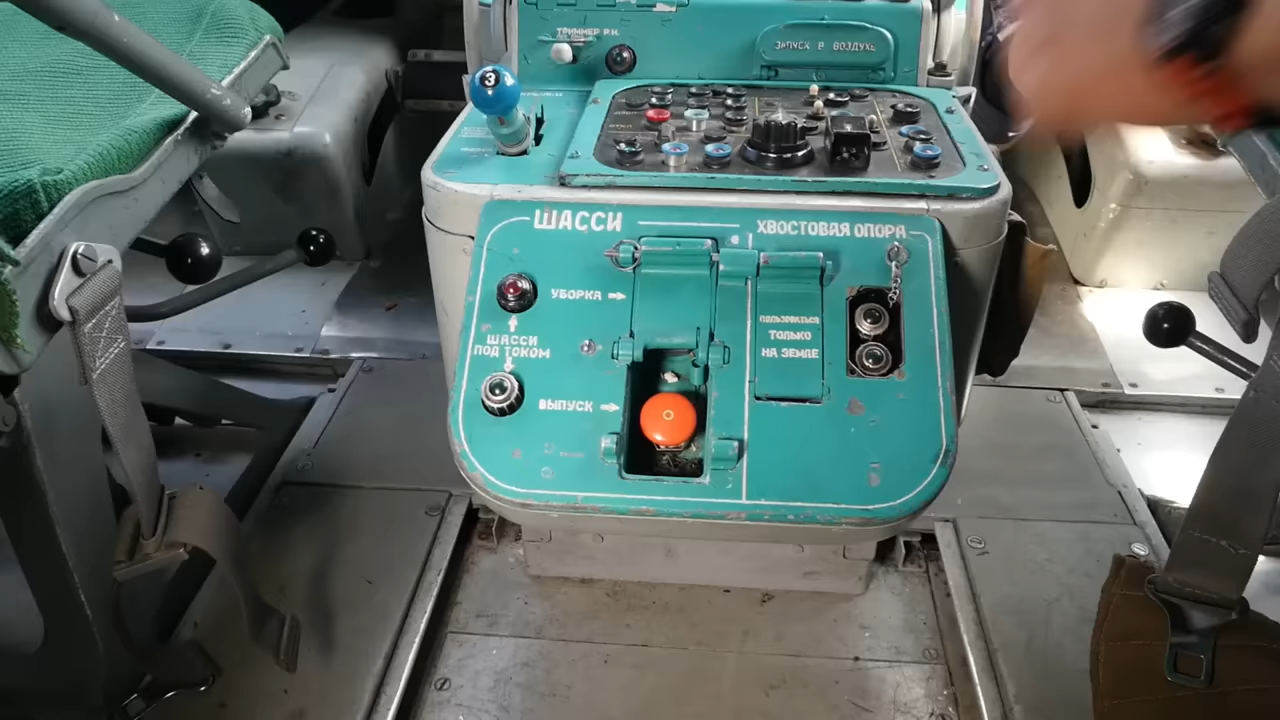 ТРИММЕР Р.Н.
ЗАПУСК В ВОЗДУХЕ
3
ШАССИ
ХВОСТОВАЯ ОПОРА
УБОРКА
ШАССИ
ПОД ТОКОМ
ПОЛЬЗОВАТЬСЯ
ТОЛЬКО
НА ЗЕМЛЕ
ВЫПУСК